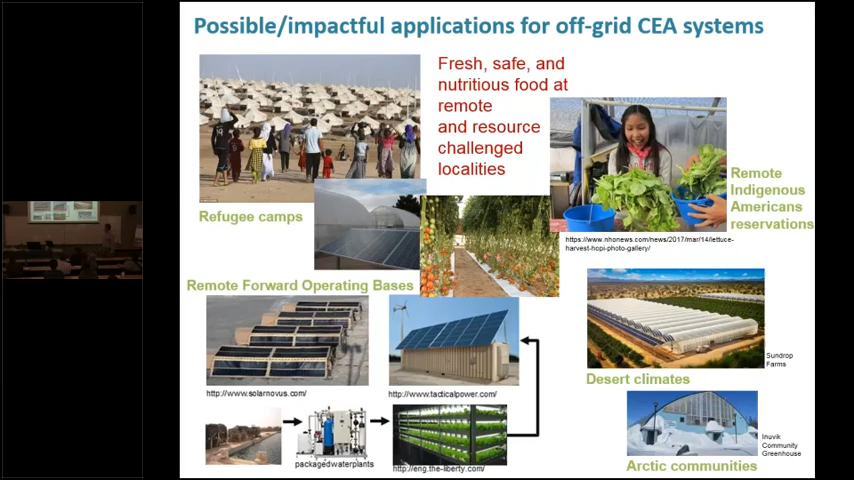 Possible/impactful applications for off-grid CEA systems
Fresh, safe, and
nutritious food at
remote
and resource
challenged
localities
Refugee camps
Remote
Indigenous
Americans
reservations
https://www.nhonews.com/news/2017/mar/14/lettuce-
harvest-hopi-photo-gallery/
Remote Forward Operating Bases
http://www.solarnovus.com/
http://www.tacticalpower.com/
packagedwaterplants
http://eng.the-liberty.com/
Sundrop
Farms
Desert climates
Inuvik
Community
Greenhouse
Arctic communities